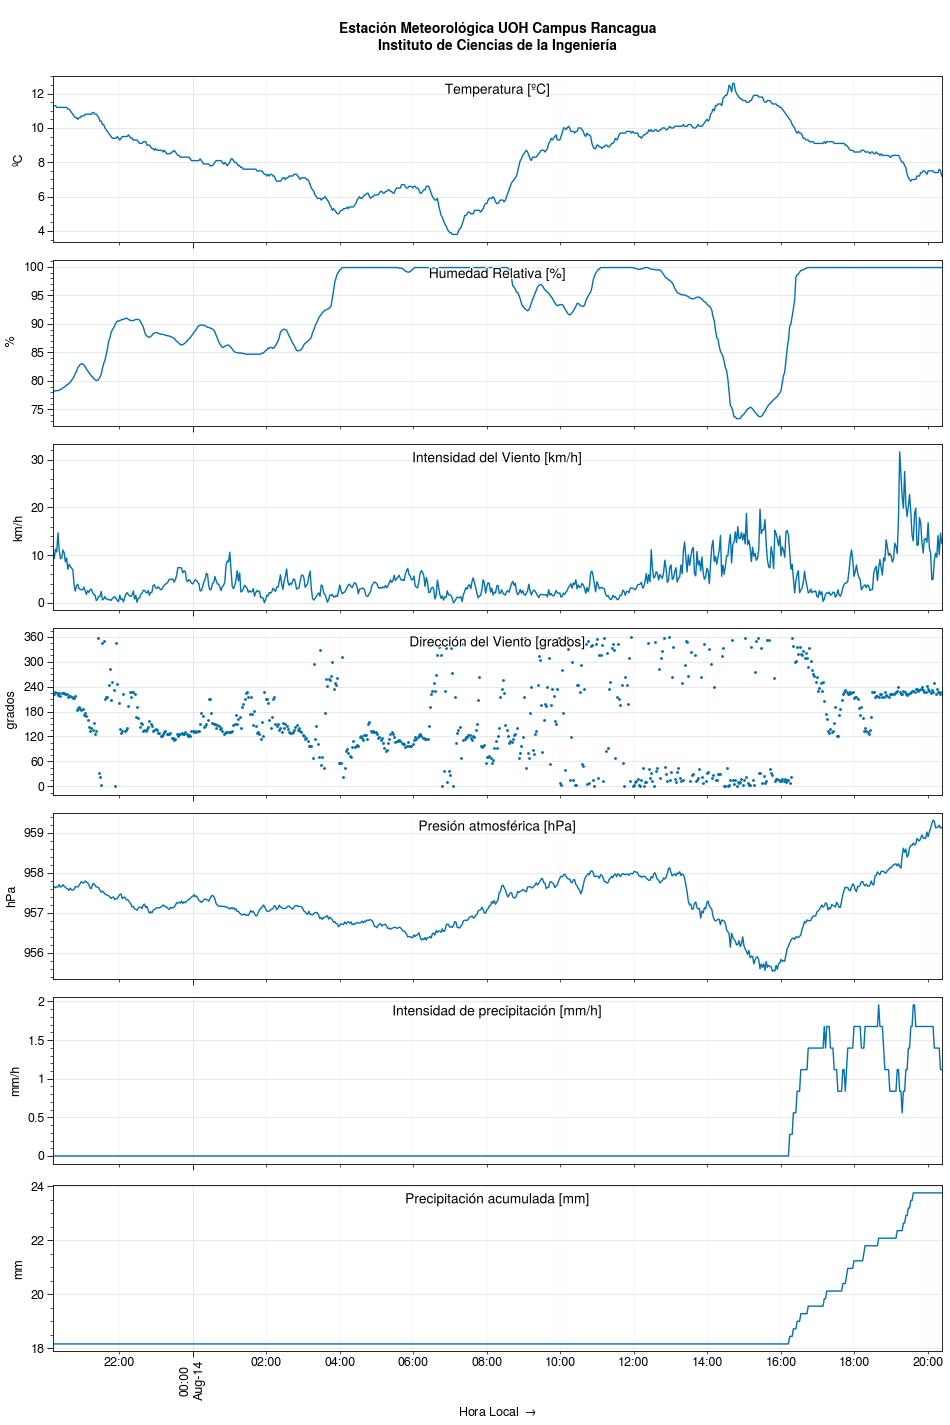 Estación Meteorológica UOH Campus Rancagua
Instituto de Ciencias de la Ingeniería
Temperatura [ºC]
12
10
8
6
4
ºC
Humedad Relativa [%]
100
95
90
85
80
75
%
Intensidad del Viento [km/h]
30
20
10
0
km/h
Dirección del Viento [grados]
360
300
240
180
120
60
0
grados
Presión atmosférica [hPa]
959
958
957
956
hPa
Intensidad de precipitación [mm/h]
2
1.5
1
0.5
0
mm/h
Precipitación acumulada [mm]
24
22
20
18
mm
22:00
00:00
Aug-14
02:00
04:00
06:00
08:00
10:00
12:00
14:00
16:00
18:00
20:00
Hora Local →